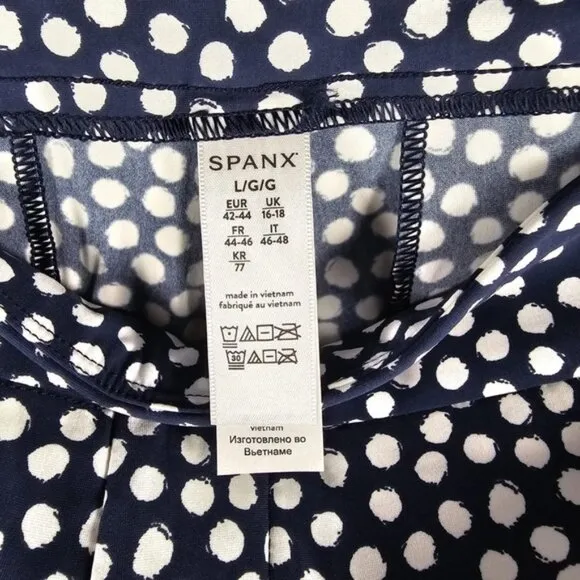 SPANX
L/G/G
EUR UK
42-44 16-18
FR IT
44-46 46-48
KR
77
made in vietnam
fabriqué au vietnam
30
vietnam
Изготовлено во
Вьетнаме